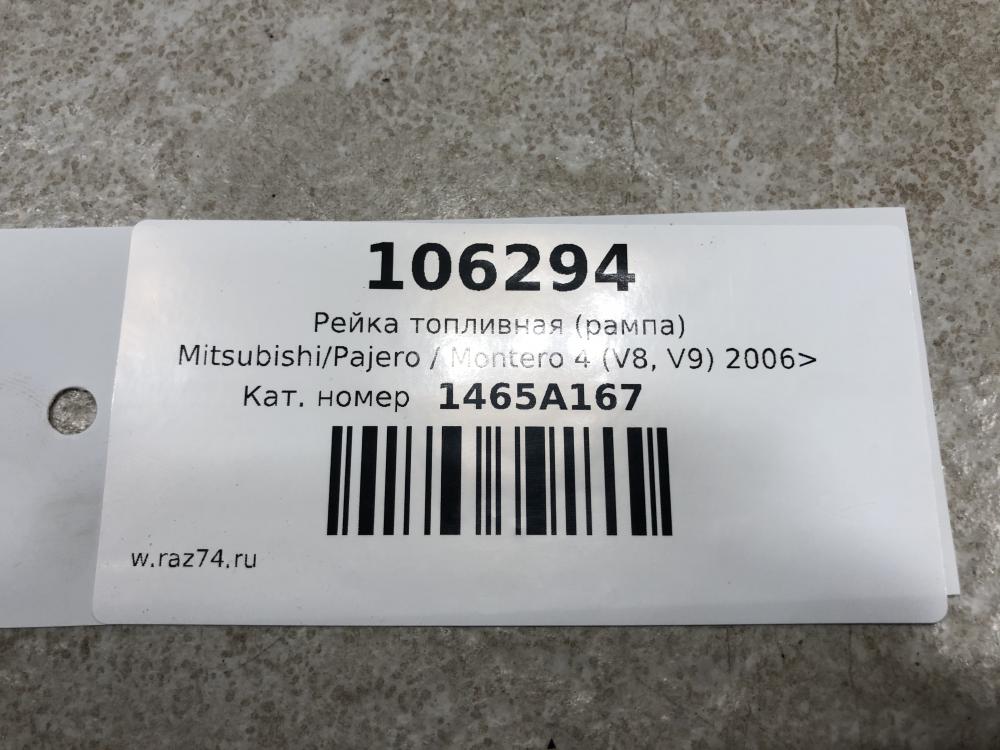 106294
Рейка топливная (рампа)
Mitsubishi/Pajero / Montero 4 (V8, V9) 2006>
Кат. номер 1465A167
w.raz74.ru